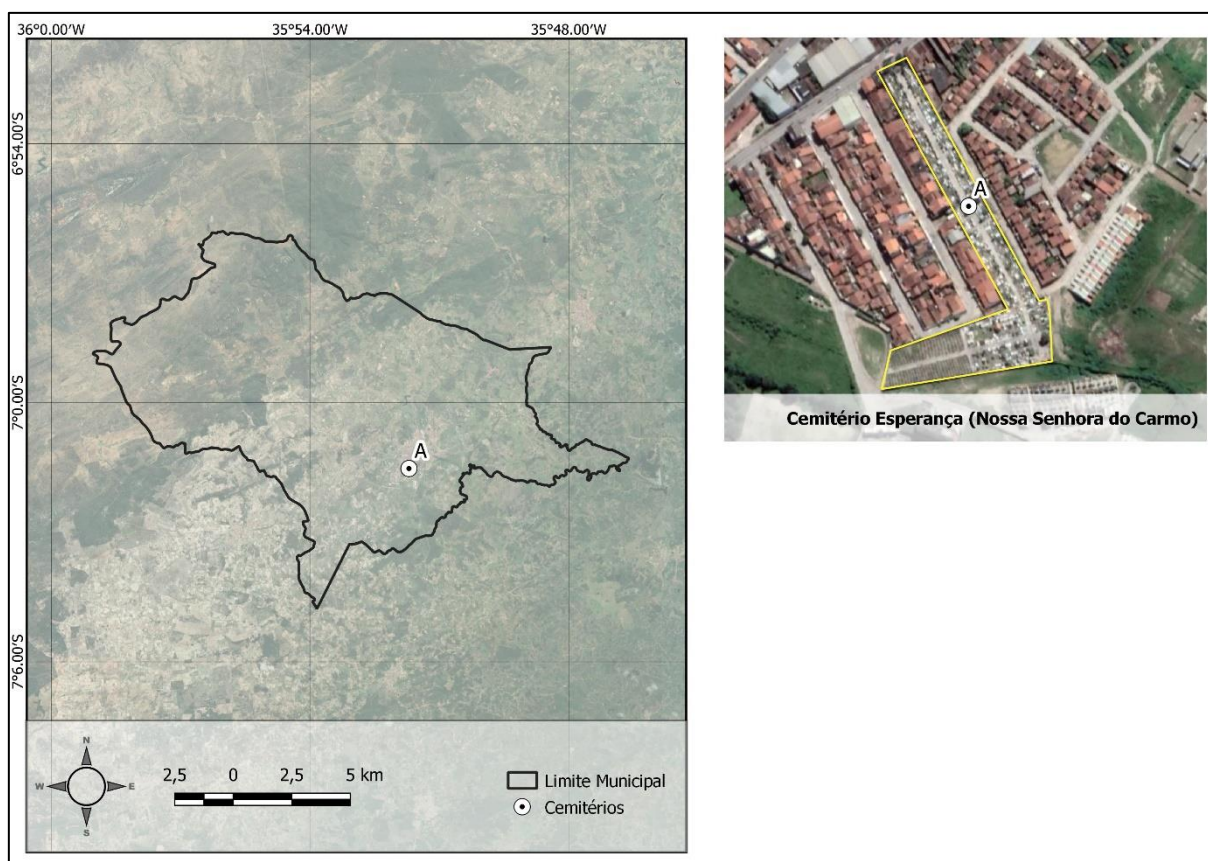 36°0.00'W 35°54.00'W 35°48.00'W
6°54.00'S
7°0.00'S
7°6.00'S
A
A
Cemitério Esperança (Nossa Senhora do Carmo)
N
W E
S
2,5 0 2,5 5 km
Limite Municipal
Cemitérios